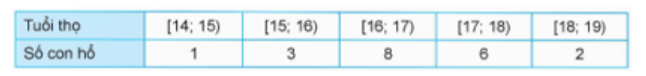 Tuổi thọ [14; 15) [15; 16) [16; 17) [17; 18) [18; 19)
Số con hổ 1 3 8 6 2